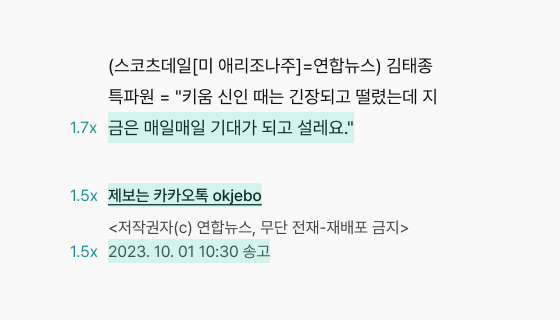 (스코츠데일[미 애리조나주]=연합뉴스) 김태종
특파원 = "키움 신인 때는 긴장되고 떨렸는데 지
1.7x 금은 매일매일 기대가 되고 설레요."
1.5x 제보는 카카오톡 okjebo
<저작권자(c) 연합뉴스, 무단 전재-재배포 금지>
1.5x 2023. 10. 01 10:30 송고